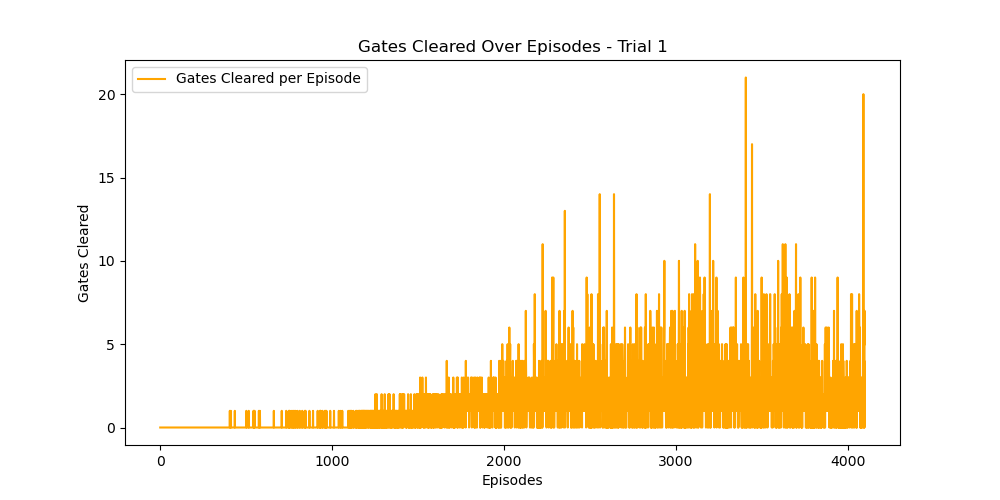 Gates Cleared Over Episodes - Trial 1
Gates Cleared per Episode
20
15
10
5
0
Gates Cleared
0 1000 2000 3000 4000
Episodes